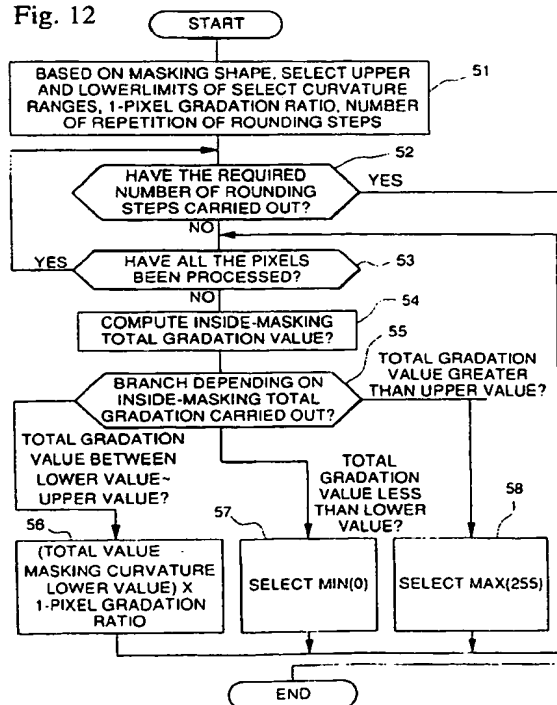 Fig. 12
START
BASED ON MASKING SHAPE, SELECT UPPER
AND LOWERLIMITS OF SELECT CURVATURE
RANGES, 1-PIXEL GRADATION RATIO, NUMBER
OF REPETITION OF ROUNDING STEPS
51
HAVE THE REQUIRED
NUMBER OF ROUNDING
STEPS CARRIED OUT?
52
YES
NO
YES
HAVE ALL THE PIXELS
BEEN PROCESSED?
53
NO
54
COMPUTE INSIDE-MASKING
TOTAL GRADATION VALUE?
55
BRANCH DEPENDING ON
INSIDE-MASKING TOTAL
GRADATION CARRIED OUT?
TOTAL GRADATION
VALUE GREATER
THAN UPPER VALUE?
TOTAL GRADATION
VALUE BETWEEN
LOWER VALUE~
UPPER VALUE?
TOTAL
GRADATION
VALUE LESS
THAN LOWER
VALUE?
56
(TOTAL VALUE
MASKING CURVATURE
LOWER VALUE) X
1-PIXEL GRADATION
RATIO
57
SELECT MIN(0)
58
SELECT MAX(255)
END